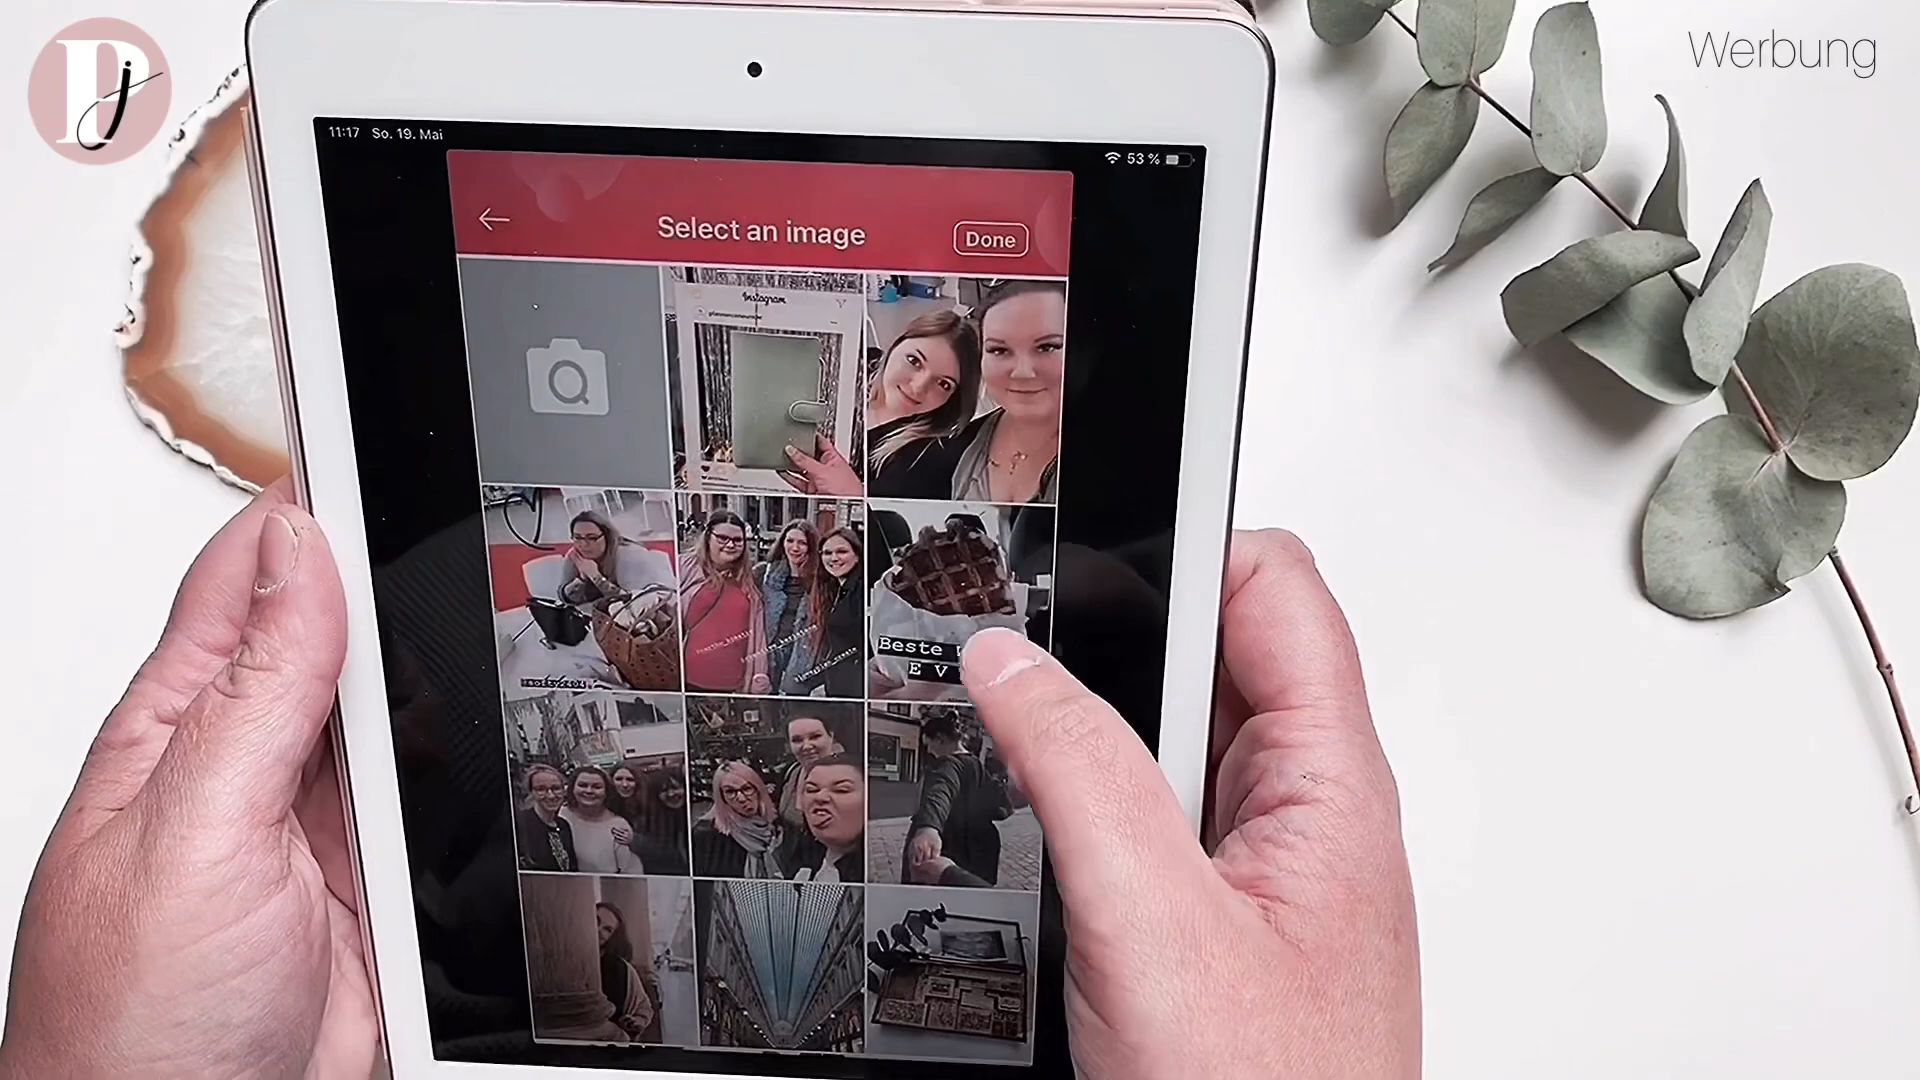 Werbung
11:17 So. 19. Mai
53 %
Select an image
Done
Instagram
Beste
E V